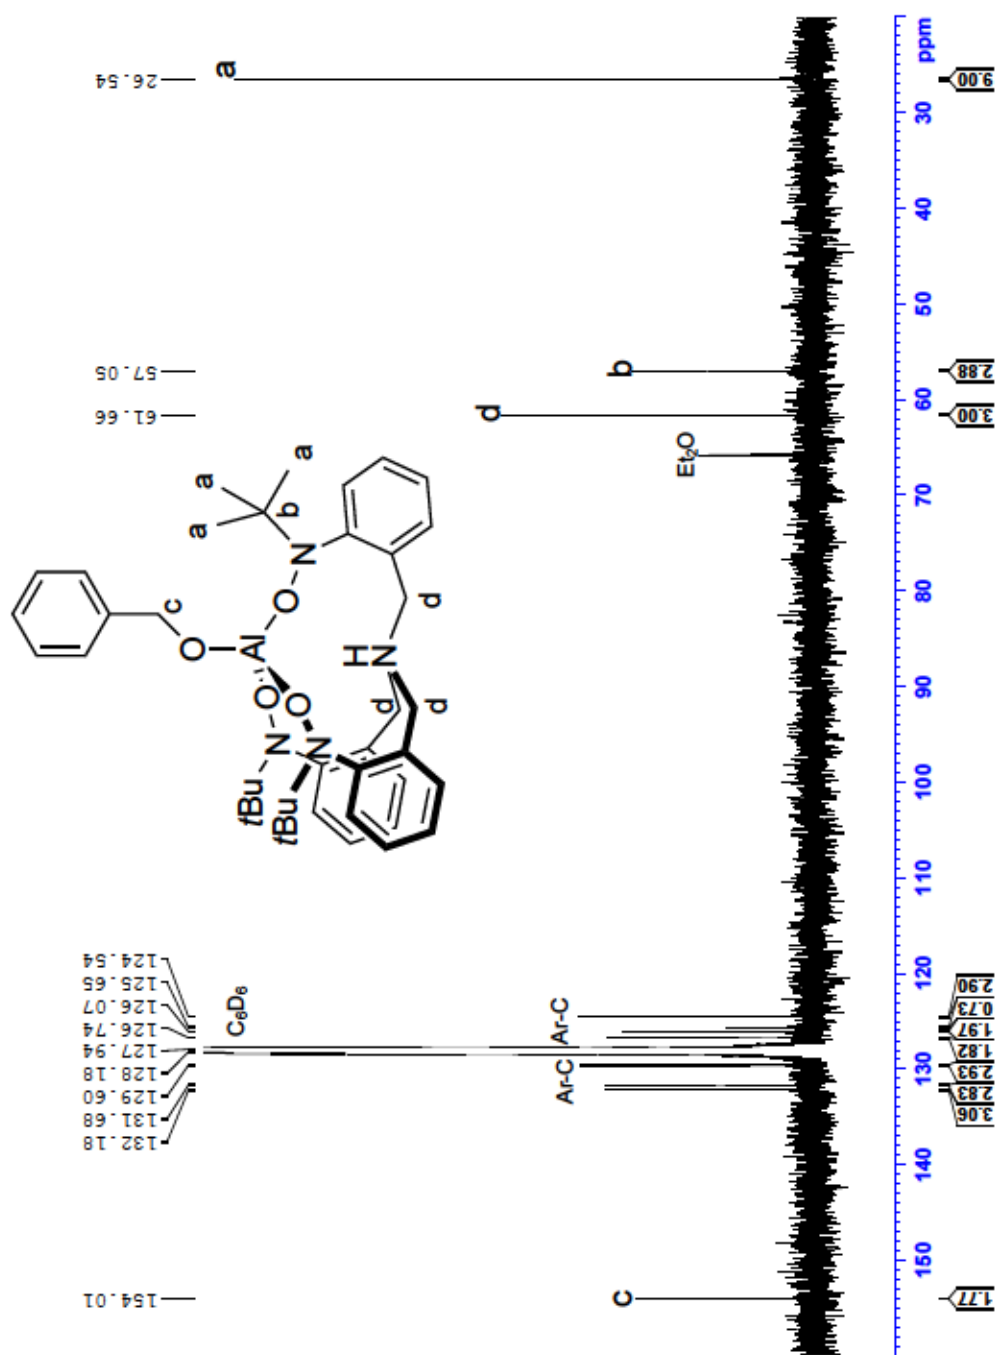 154.01
132.18
131.68
129.60
128.18
127.94
126.74
126.07
125.65
124.54
61.66
57.05
26.54
a
C₆D₆
c
O
Al
O
O
O
N
N
N
tBu
tBu
H
N
a
a
a
b
d
d
d
d
c
Ar-C
Ar-C
b
Et₂O
150
140
130
120
110
100
90
80
70
60
50
40
30
ppm
1.77
3.06
2.83
2.93
1.82
1.97
0.73
2.90
3.00
2.88
9.00